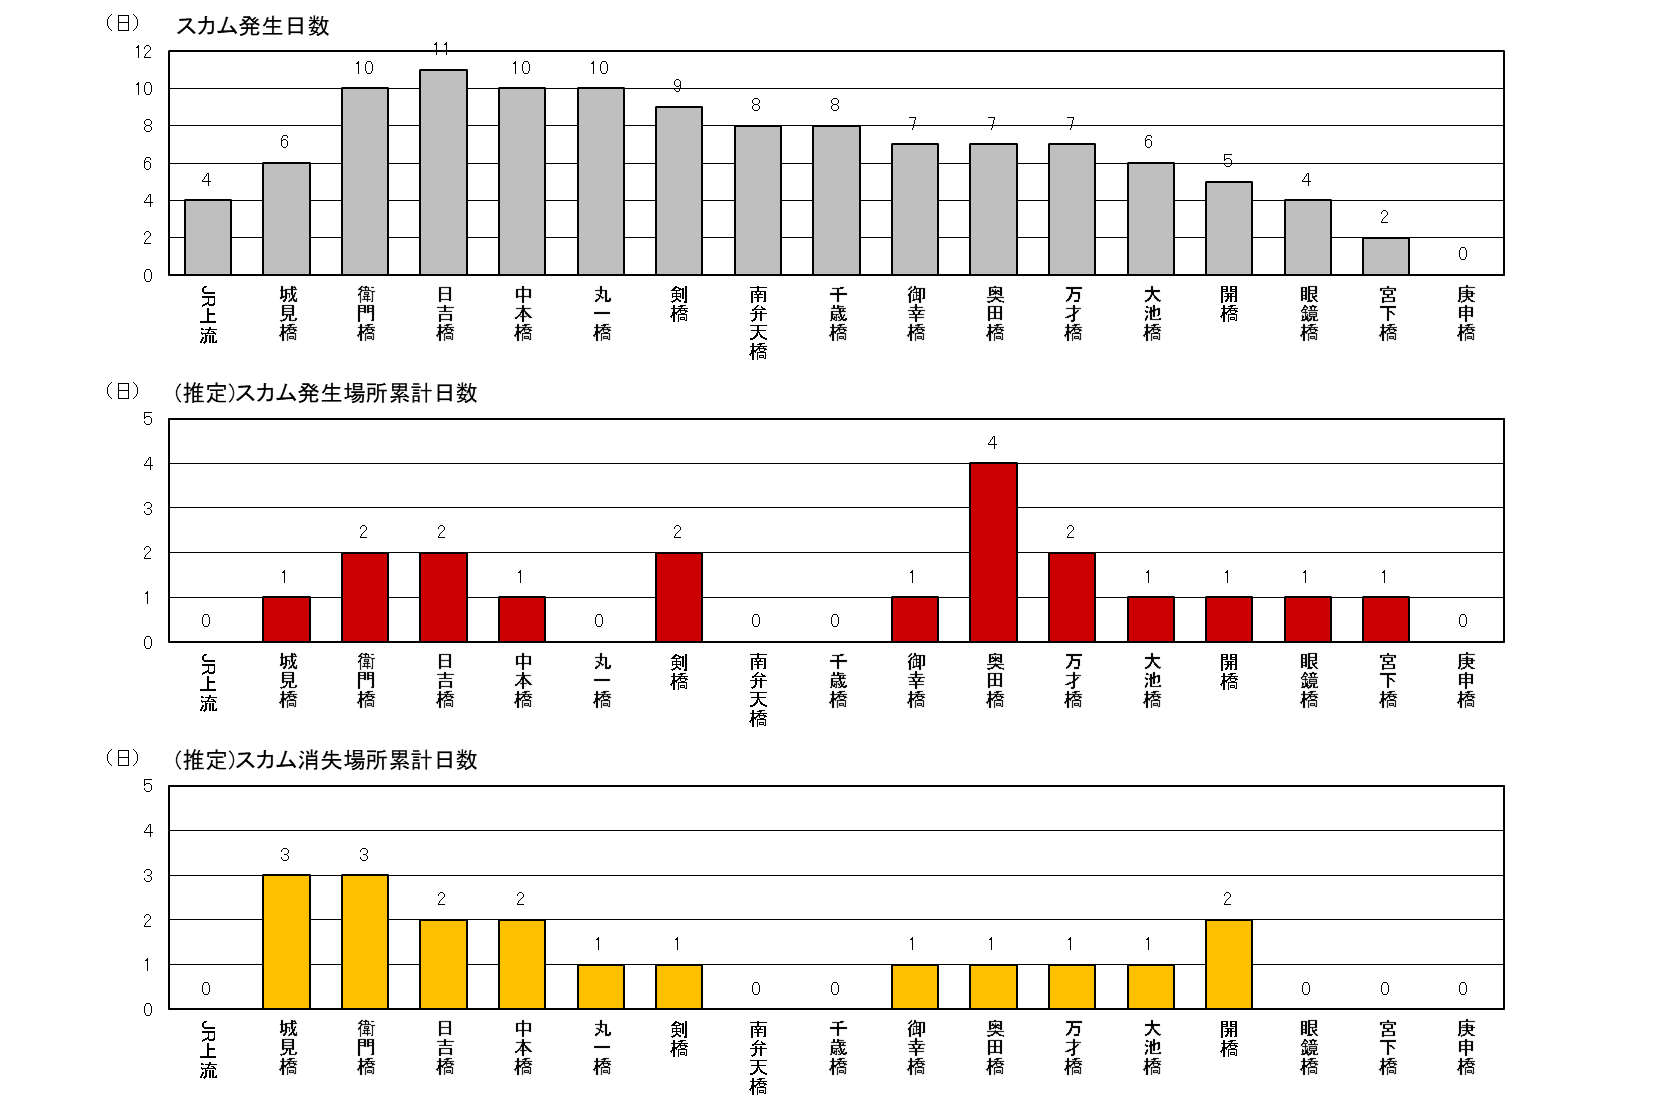 （日） スカム発生日数
12
10
8
6
4
2
0
4 6 10 11 10 10 9 8 8 7 7 7 6 5 4 2 0
JR上流 城見橋 衛門橋 日吉橋 中本橋 丸一橋 剣橋 南弁天橋 千歳橋 御幸橋 奥田橋 万才橋 大池橋 開橋 眼鏡橋 宮下橋 庚申橋
（日） (推定)スカム発生場所累計日数
5
4
3
2
1
0
0 1 2 2 1 0 2 0 0 1 4 2 1 1 1 1 0
JR上流 城見橋 衛門橋 日吉橋 中本橋 丸一橋 剣橋 南弁天橋 千歳橋 御幸橋 奥田橋 万才橋 大池橋 開橋 眼鏡橋 宮下橋 庚申橋
（日） (推定)スカム消失場所累計日数
5
4
3
2
1
0
0 3 3 2 2 1 1 0 0 1 1 1 1 2 0 0 0
JR上流 城見橋 衛門橋 日吉橋 中本橋 丸一橋 剣橋 南弁天橋 千歳橋 御幸橋 奥田橋 万才橋 大池橋 開橋 眼鏡橋 宮下橋 庚申橋